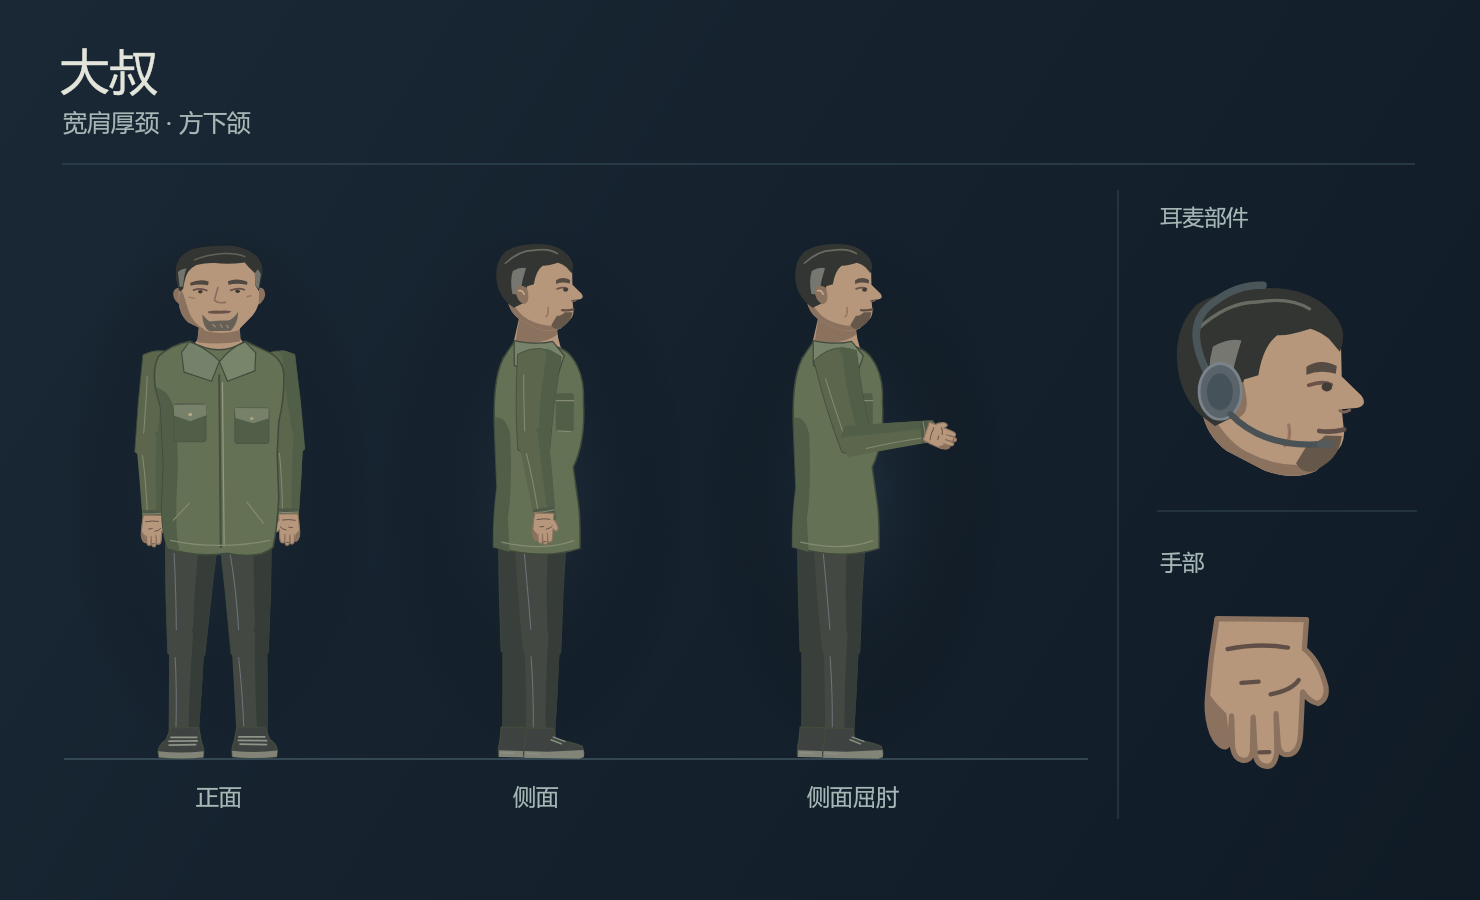 大叔
宽肩厚颈 · 方下颌
耳麦部件
手部
正面
侧面
侧面屈肘